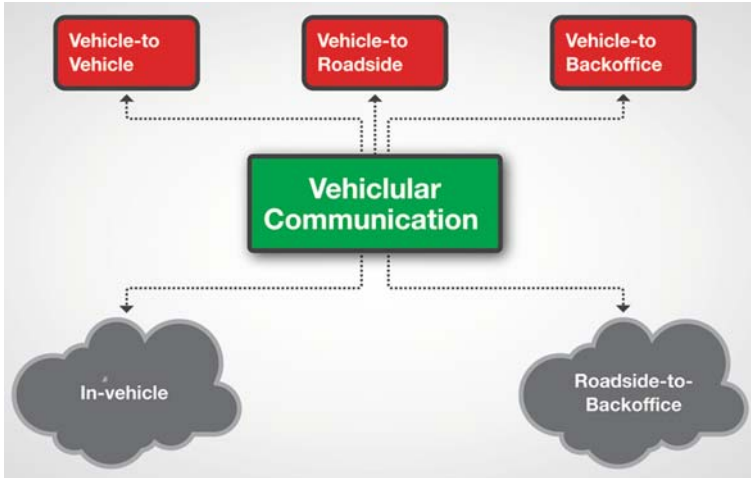 Vehicle-to
Vehicle
Vehicle-to
Roadside
Vehicle-to
Backoffice
Vehiclular
Communication
In-vehicle
Roadside-to-
Backoffice